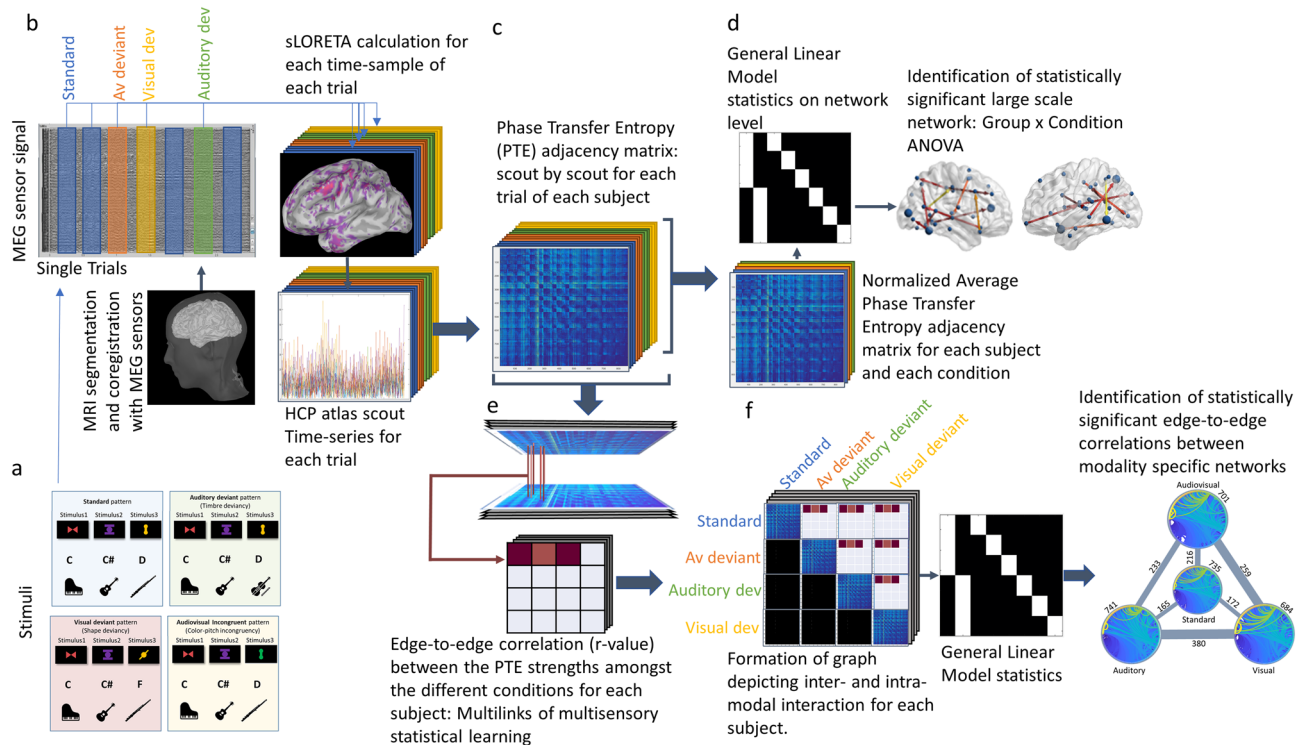 b
Standard
Av deviant
Visual dev
Auditory dev
MEG sensor signal
Single Trials
MRI segmentation
and coregistration
with MEG sensors
sLORETA calculation for
each time-sample of
each trial
HCP atlas scout
Time-series for
each trial
c
Phase Transfer Entropy
(PTE) adjacency matrix:
scout by scout for each
trial of each subject
d
General Linear
Model
statistics on network
level
Identification of statistically
significant large scale
network: Group x Condition
ANOVA
Normalized Average
Phase Transfer
Entropy adjacency
matrix for each subject
and each condition
a
Stimuli
Standard pattern
Stimulus1 Stimulus2 Stimulus3
C C# D
Auditory deviant pattern
(Timbre deviancy)
Stimulus1 Stimulus2 Stimulus3
C C# D
Visual deviant pattern
(Shape deviancy)
Stimulus1 Stimulus2 Stimulus3
C C# F
Audiovisual Incongruent pattern
(Color-pitch incongruency)
Stimulus1 Stimulus2 Stimulus3
C C# D
e
Edge-to-edge correlation (r-value)
between the PTE strengths amongst
the different conditions for each
subject: Multilinks of multisensory
statistical learning
f
Standard
Av deviant
Auditory deviant
Visual deviant
Standard
Av deviant
Auditory dev
Visual dev
Formation of graph
depicting inter- and intra-
modal interaction for each
subject.
General Linear
Model statistics
Identification of statistically
significant edge-to-edge
correlations between
modality specific networks
Audiovisual
701
233
216
259
735
741
165
172
684
Standard
380
Auditory
Visual